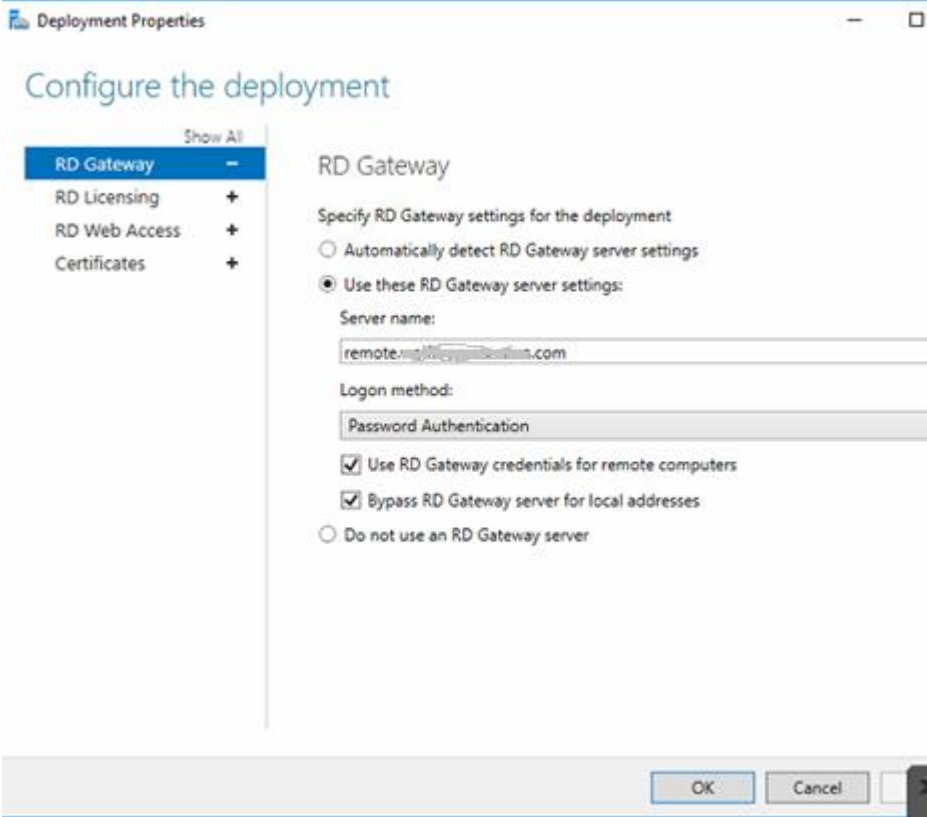 Deployment Properties
Configure the deployment
Show All
RD Gateway
RD Licensing
RD Web Access
Certificates
RD Gateway
Specify RD Gateway settings for the deployment
Automatically detect RD Gateway server settings
Use these RD Gateway server settings:
Server name:
remote. .com
Logon method:
Password Authentication
Use RD Gateway credentials for remote computers
Bypass RD Gateway server for local addresses
Do not use an RD Gateway server
OK
Cancel